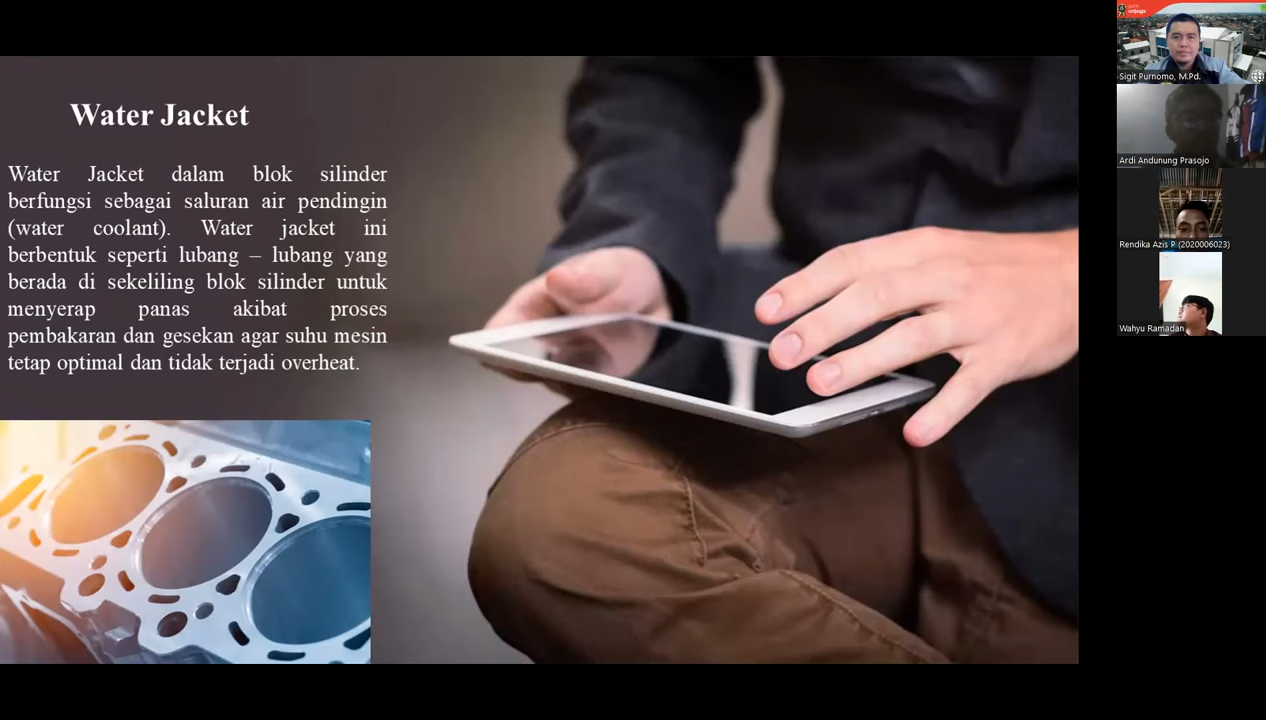 Water Jacket
Water Jacket dalam blok silinder
berfungsi sebagai saluran air pendingin
(water coolant). Water jacket ini
berbentuk seperti lubang – lubang yang
berada di sekeliling blok silinder untuk
menyerap panas akibat proses
pembakaran dan gesekan agar suhu mesin
tetap optimal dan tidak terjadi overheat.
Sigit Purnomo, M.Pd.
Ardi Andunung Prasojo
Rendika Azis P (2020006023)
Wahyu Ramadan